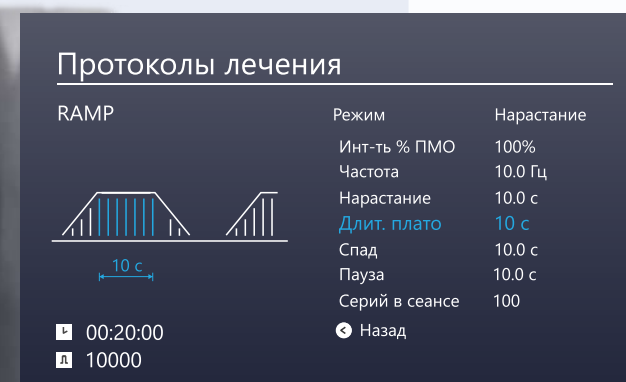 Протоколы лечения
RAMP
Режим Нарастание
Инт-ть % ПМО 100%
Частота 10.0 Гц
Нарастание 10.0 с
Длит. плато 10 с
Спад 10.0 с
Пауза 10.0 с
Серий в сеансе 100
Назад
10 с
00:20:00
10000